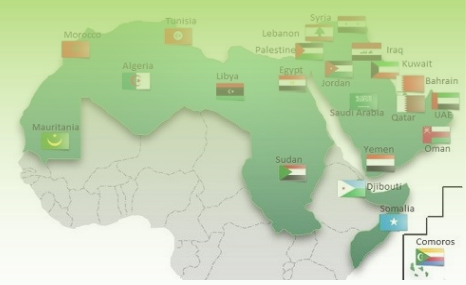 Syria
Tunisia
Morocco
Lebanon
Palestine
Iraq
Kuwait
Algeria
Libya
Egypt
Jordan
Bahrain
Saudi Arabia
Qatar
UAE
Mauritania
Oman
Yemen
Sudan
Djibouti
Somalia
Comoros